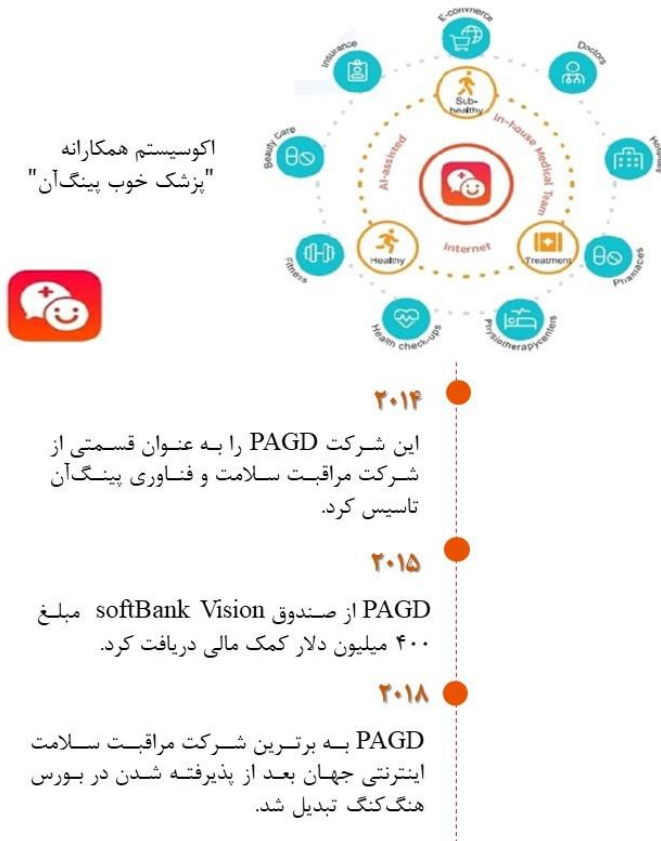 E-commerce
Insurance
Doctors
Sub-
healthy
Beauty Care
AI-assisted
In-house Medical Team
Internet
Healthy
Treatment
Fitness
Health check-ups
Physiotherapycenters
اکوسیستم همکارانه
"پزشک خوب پینگ‌آن"
۲۰۱۴
این شرکت PAGD را به عنوان قسمتی از
شرکت مراقبت سلامت و فناوری پینگ‌آن
تاسیس کرد.
۲۰۱۵
PAGD از صندوق softBank Vision مبلغ
۴۰۰ میلیون دلار کمک مالی دریافت کرد.
۲۰۱۸
PAGD به برترین شرکت مراقبت سلامت
اینترنتی جهان بعد از پذیرفته شدن در بورس
هنگ‌کنگ تبدیل شد.